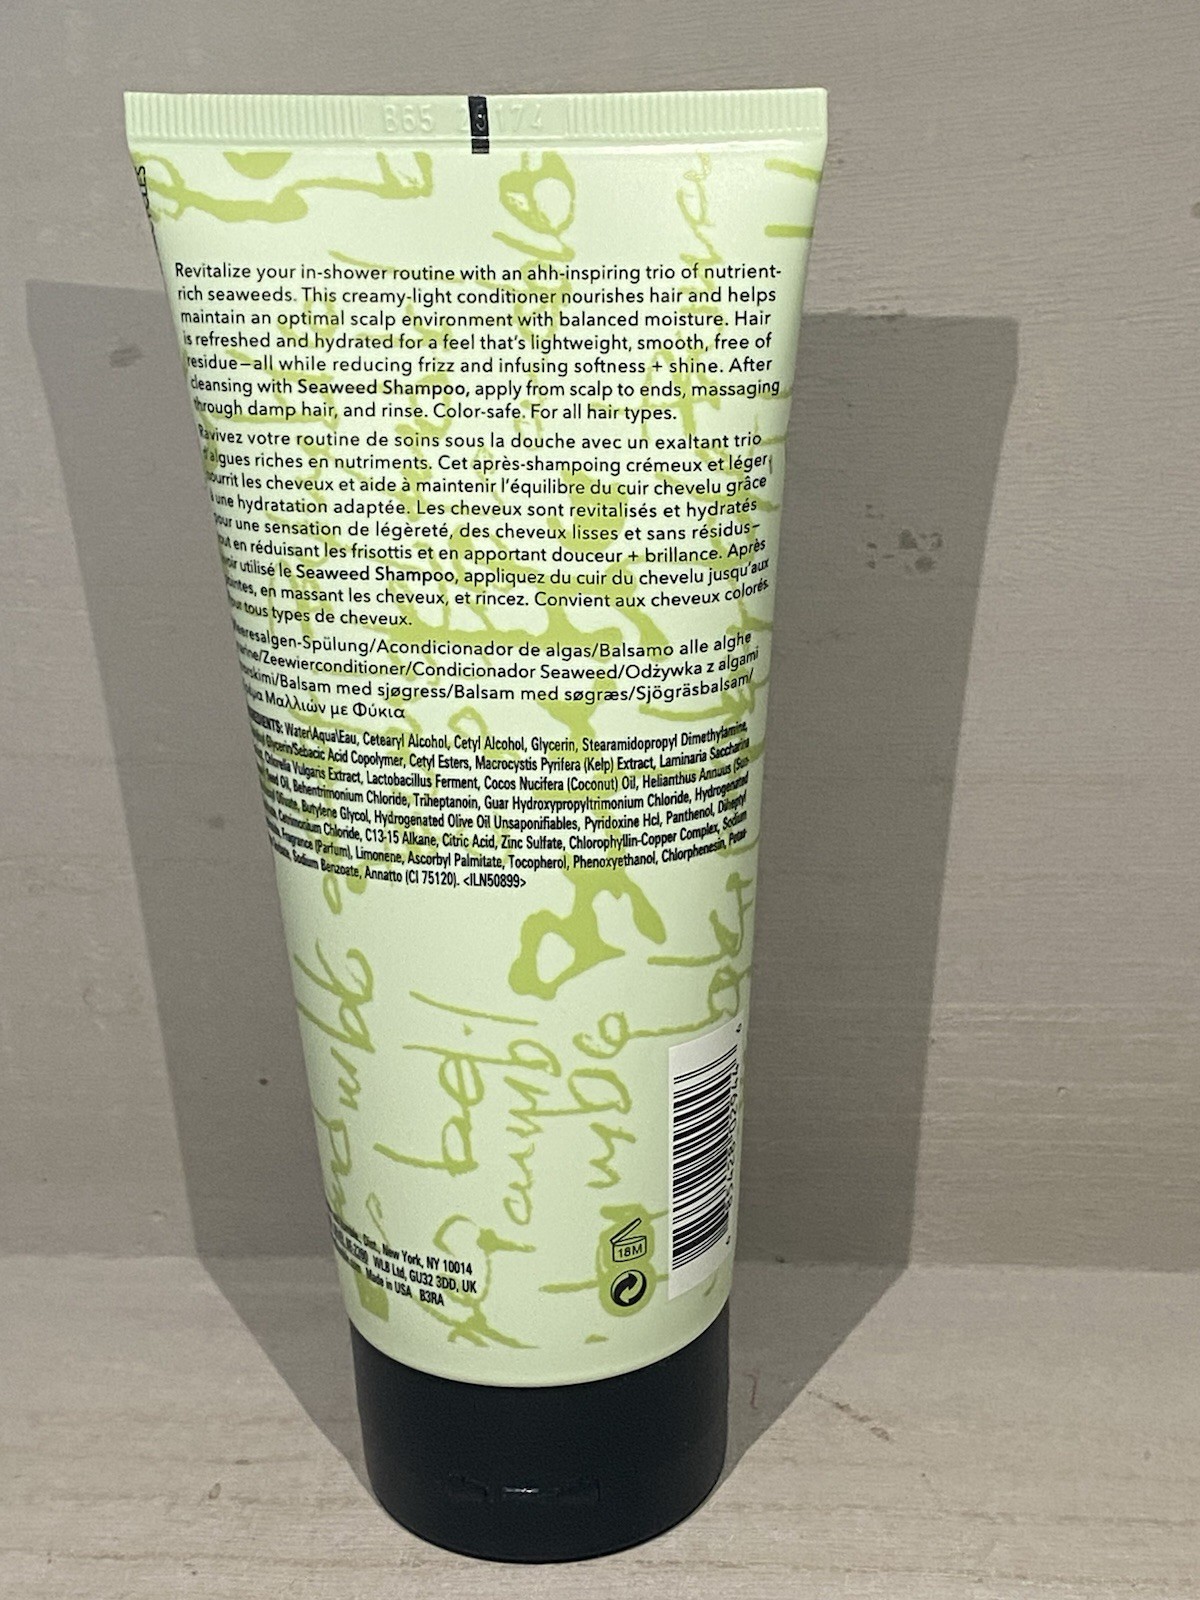 B65 174
Revitalize your in-shower routine with an ahh-inspiring trio of nutrient-
rich seaweeds. This creamy-light conditioner nourishes hair and helps
maintain an optimal scalp environment with balanced moisture. Hair
is refreshed and hydrated for a feel that's lightweight, smooth, free of
residue—all while reducing frizz and infusing softness + shine. After
cleansing with Seaweed Shampoo, apply from scalp to ends, massaging
through damp hair, and rinse. Color-safe. For all hair types.
Ravivez votre routine de soins sous la douche avec un exaltant trio
d'algues riches en nutriments. Cet après-shampoing crémeux et léger
nourrit les cheveux et aide à maintenir l'équilibre du cuir chevelu grâce
à une hydratation adaptée. Les cheveux sont revitalisés et hydratés
pour une sensation de légèreté, des cheveux lisses et sans résidus—
tout en réduisant les frisottis et en apportant douceur + brillance. Après
avoir utilisé le Seaweed Shampoo, appliquez du cuir du chevelu jusqu'aux
pointes, en massant les cheveux, et rincez. Convient aux cheveux colorés.
Pour tous types de cheveux.
Meeresalgen-Spülung/Acondicionador de algas/Balsamo alle alghe
marine/Zeewierconditioner/Condicionador Seaweed/Odżywka z algami
morskimi/Balsam med sjøgress/Balsam med søgræs/Sjögräsbalsam/
Μαλλιών με Φύκια
INGREDIENTS: Water\Aqua\Eau, Cetearyl Alcohol, Cetyl Alcohol, Glycerin, Stearamidopropyl Dimethylamine,
Glycerin/Sebacic Acid Copolymer, Cetyl Esters, Macrocystis Pyrifera (Kelp) Extract, Laminaria Saccharina
Chlorella Vulgaris Extract, Lactobacillus Ferment, Cocos Nucifera (Coconut) Oil, Helianthus Annuus (Sun-
Seed Oil, Behentrimonium Chloride, Triheptanoin, Guar Hydroxypropyltrimonium Chloride, Hydrogenated
Butylene Glycol, Hydrogenated Olive Oil Unsaponifiables, Pyridoxine Hcl, Panthenol, Diheptyl
Cetrimonium Chloride, C13-15 Alkane, Citric Acid, Zinc Sulfate, Chlorophyllin-Copper Complex, Sodium
Fragrance (Parfum), Limonene, Ascorbyl Palmitate, Tocopherol, Phenoxyethanol, Chlorphenesin, Potas-
Sodium Benzoate, Annatto (CI 75120). <ILN50899>
Dist., New York, NY 10014
WLB Ltd, GU32 3DD, UK
Made in USA B3RA
18M